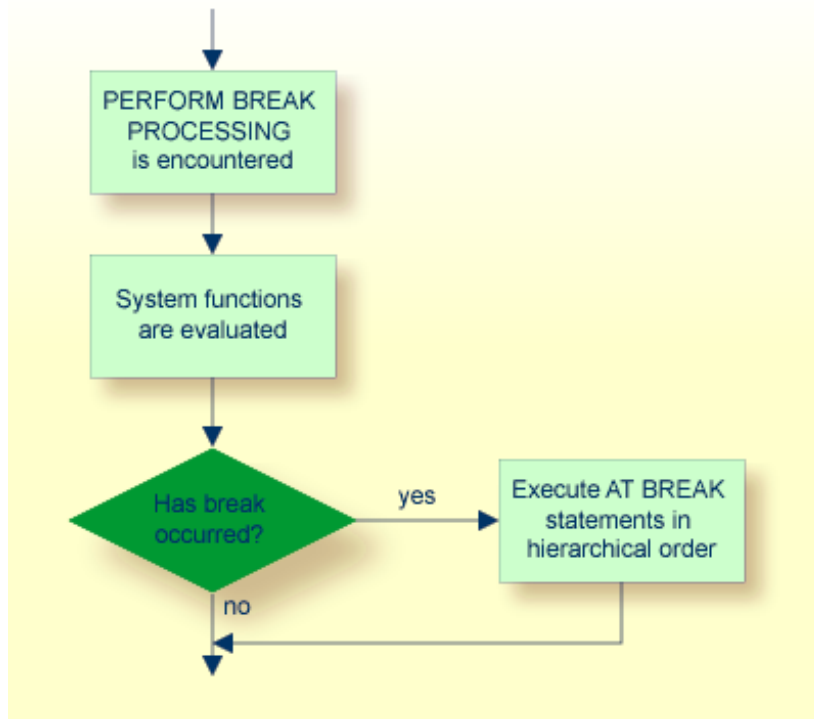 PERFORM BREAK
PROCESSING
is encountered
System functions
are evaluated
Has break
occurred?
yes
Execute AT BREAK
statements in
hierarchical order
no